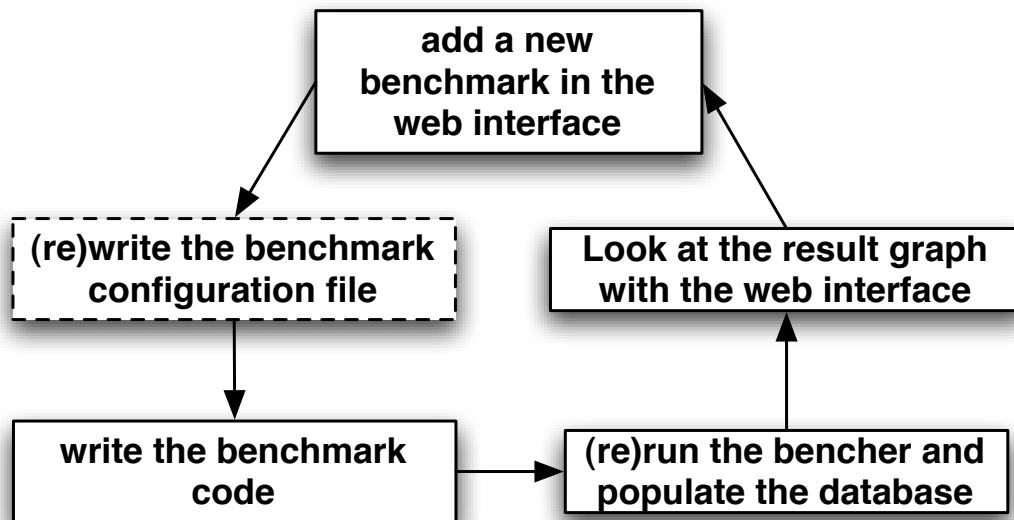 add a new
benchmark in the
web interface
(re)write the benchmark
configuration file
Look at the result graph
with the web interface
write the benchmark
code
(re)run the bencher and
populate the database